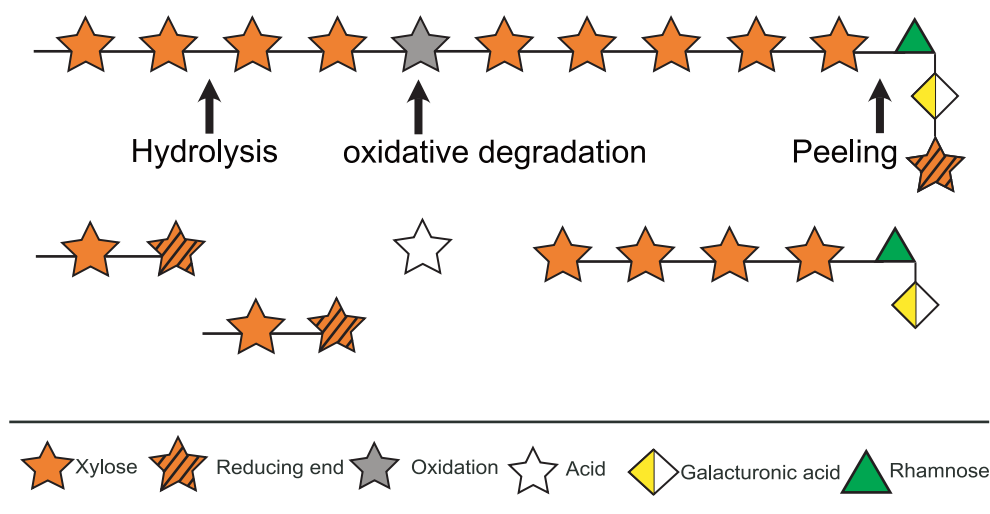 Hydrolysis
oxidative degradation
Peeling
Xylose
Reducing end
Oxidation
Acid
Galacturonic acid
Rhamnose